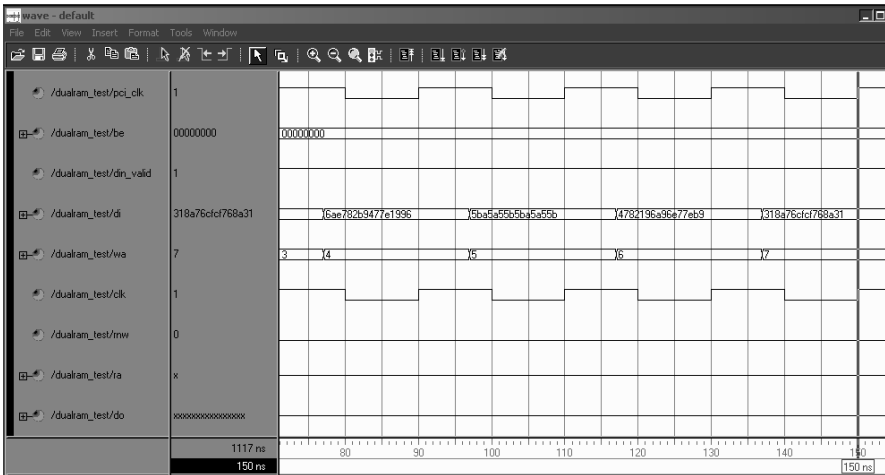 wave - default
File Edit View Insert Format Tools Window
/dualram_test/pci_clk 1
/dualram_test/be 00000000 00000000
/dualram_test/din_valid 1
/dualram_test/di 318a76cfcf768a31 6ae782b9477e1996 5ba5a55b5ba5a55b 4782196a96e77eb9 318a76cfcf768a31
/dualram_test/wa 7 3 4 5 6 7
/dualram_test/clk 1
/dualram_test/rnw 0
/dualram_test/ra x
/dualram_test/do xxxxxxxxxxxxxxxx
1117 ns 80 90 100 110 120 130 140
150 ns 150 ns